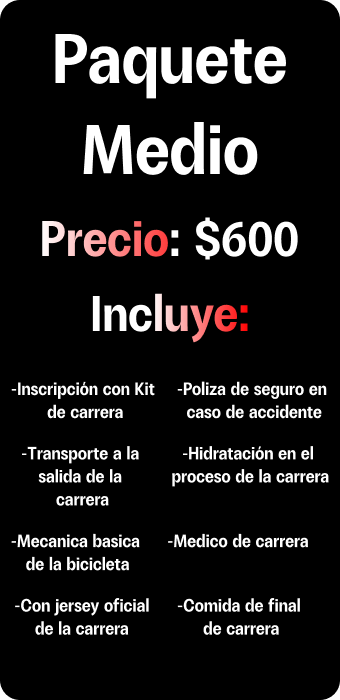 Paquete
Medio
Precio: $600
Incluye:
-Inscripción con Kit
de carrera
-Poliza de seguro en
caso de accidente
-Transporte a la
salida de la
carrera
-Hidratación en el
proceso de la carrera
-Mecanica basica
de la bicicleta
-Medico de carrera
-Con jersey oficial
de la carrera
-Comida de final
de carrera